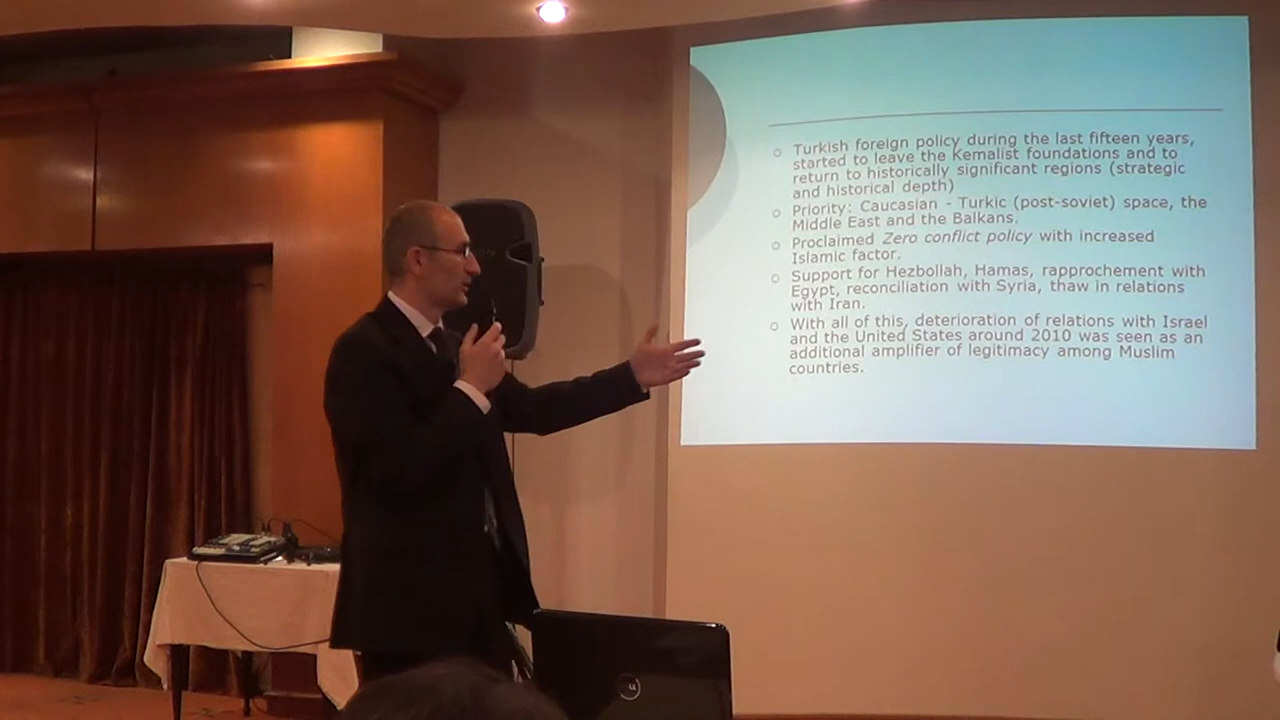 Turkish foreign policy during the last fifteen years,
started to leave the Kemalist foundations and to
return to historically significant regions (strategic
and historical depth)
Priority: Caucasian - Turkic (post-soviet) space, the
Middle East and the Balkans.
Proclaimed Zero conflict policy with increased
Islamic factor.
Support for Hezbollah, Hamas, rapprochement with
Egypt, reconciliation with Syria, thaw in relations
with Iran.
With all of this, deterioration of relations with Israel
and the United States around 2010 was seen as an
additional amplifier of legitimacy among Muslim
countries.